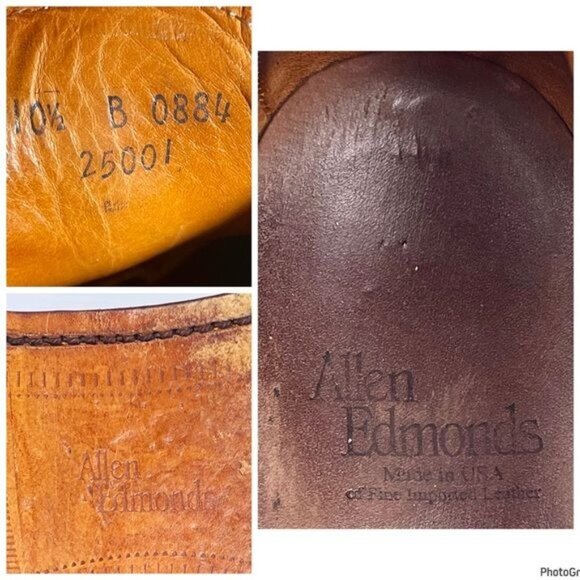 10½ B 0884
25001
Allen
Edmonds
Allen
Edmonds
Made in USA
of Fine Imported Leather
PhotoGr